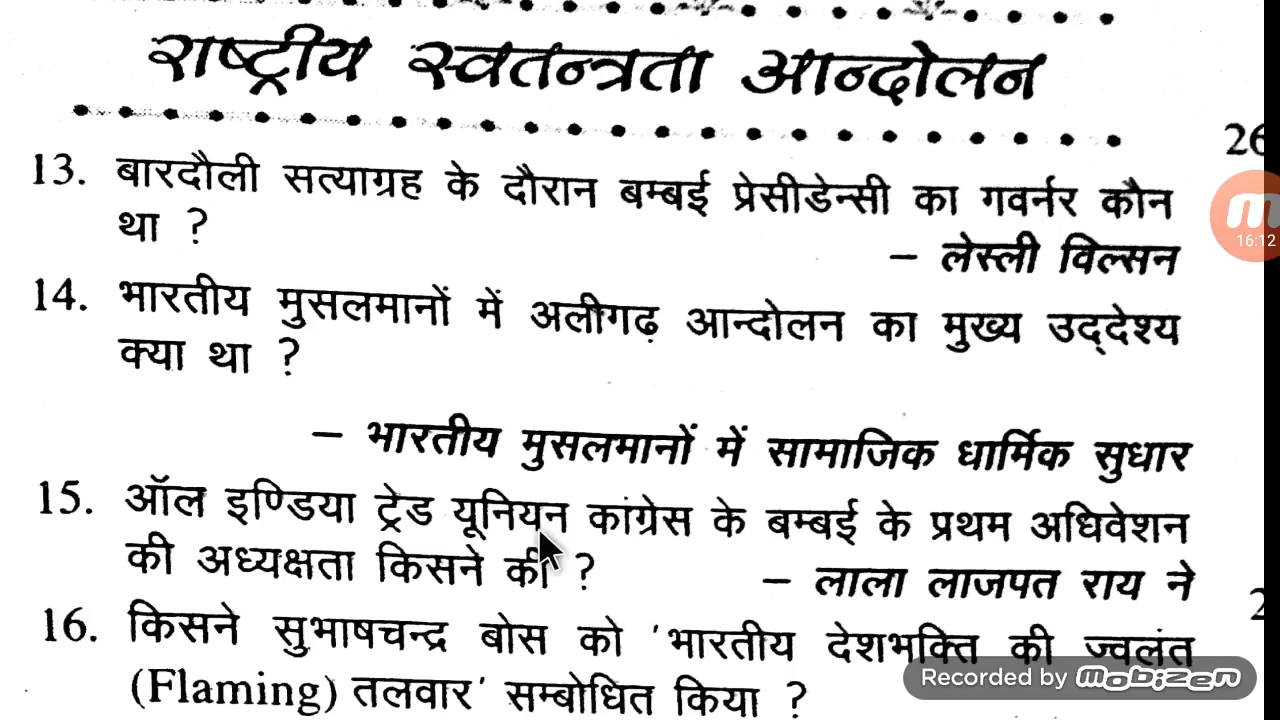 राष्ट्रीय स्वतन्त्रता आन्दोलन
26
13. बारदौली सत्याग्रह के दौरान बम्बई प्रेसीडेन्सी का गवर्नर कौन
था ?
– लेस्ली विल्सन
16:12
14. भारतीय मुसलमानों में अलीगढ़ आन्दोलन का मुख्य उद्देश्य
क्या था ?
– भारतीय मुसलमानों में सामाजिक धार्मिक सुधार
15. ऑल इण्डिया ट्रेड यूनियन कांग्रेस के बम्बई के प्रथम अधिवेशन
की अध्यक्षता किसने की ? – लाला लाजपत राय ने
16. किसने सुभाषचन्द्र बोस को 'भारतीय देशभक्ति की ज्वलंत
(Flaming) तलवार' सम्बोधित किया ?
Recorded by mobizen